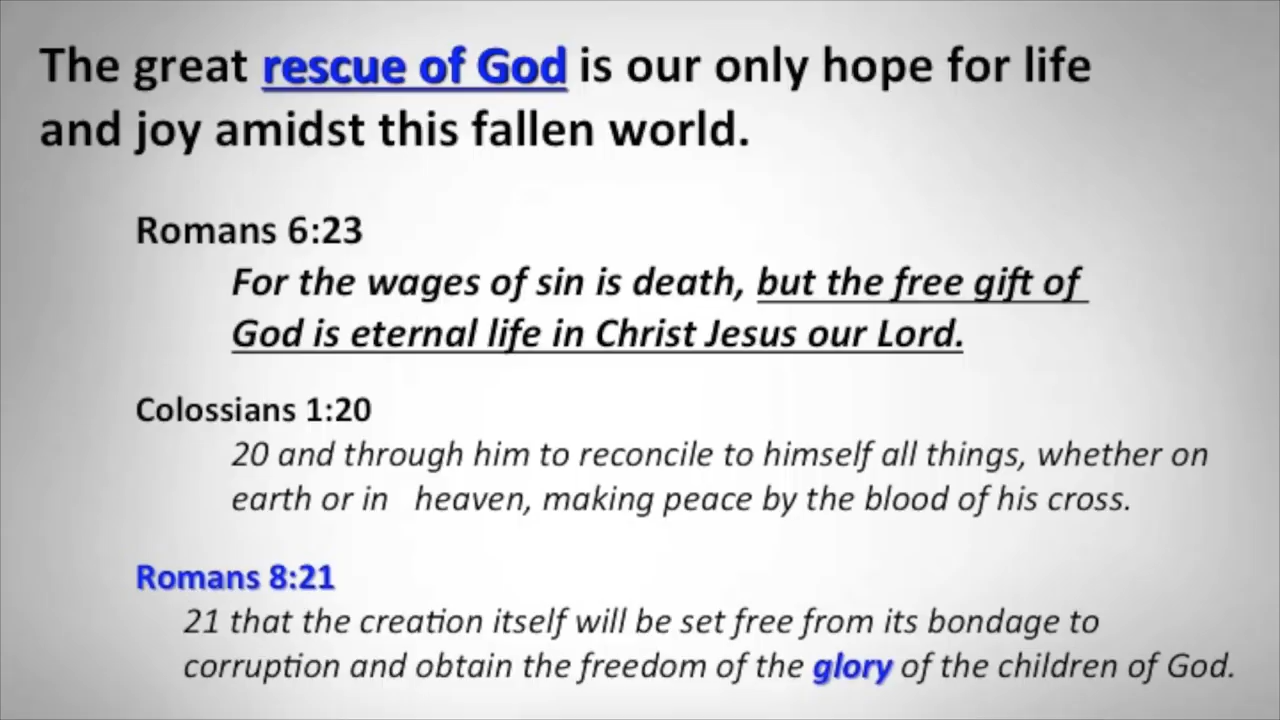 The great rescue of God is our only hope for life
and joy amidst this fallen world.
Romans 6:23
For the wages of sin is death, but the free gift of
God is eternal life in Christ Jesus our Lord.
Colossians 1:20
20 and through him to reconcile to himself all things, whether on
earth or in   heaven, making peace by the blood of his cross.
Romans 8:21
21 that the creation itself will be set free from its bondage to
corruption and obtain the freedom of the glory of the children of God.